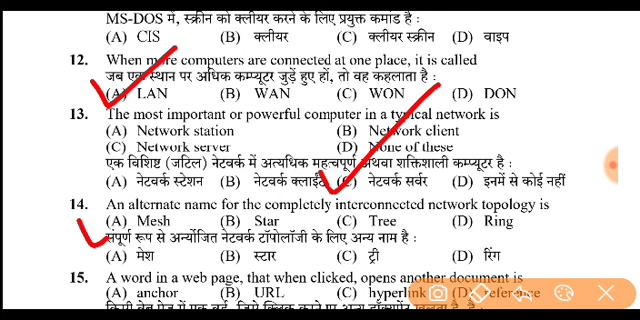 MS-DOS में, स्क्रीन को क्लीयर करने के लिए प्रयुक्त कमांड है :
(A) CIS (B) क्लीयर (C) क्लीयर स्क्रीन (D) वाइप
12. When more computers are connected at one place, it is called
जब एक स्थान पर अधिक कम्प्यूटर जुड़ें हुए हों, तो वह कहलाता है :
(A) LAN (B) WAN (C) WON (D) DON
13. The most important or powerful computer in a typical network is
(A) Network station (B) Network client
(C) Network server (D) None of these
एक विशिष्ट (जटिल) नेटवर्क में अत्यधिक महत्वपूर्ण अथवा शक्तिशाली कम्प्यूटर है :
(A) नेटवर्क स्टेशन (B) नेटवर्क क्लाईंट (C) नेटवर्क सर्वर (D) इनमें से कोई नहीं
14. An alternate name for the completely interconnected network topology is
(A) Mesh (B) Star (C) Tree (D) Ring
संपूर्ण रूप से अर्न्योजित नेटवर्क टॉपोलॉजी के लिए अन्य नाम है :
(A) मेश (B) स्टार (C) ट्री (D) रिंग
15. A word in a web page, that when clicked, opens another document is
(A) anchor (B) URL (C) hyperlink (D) reference